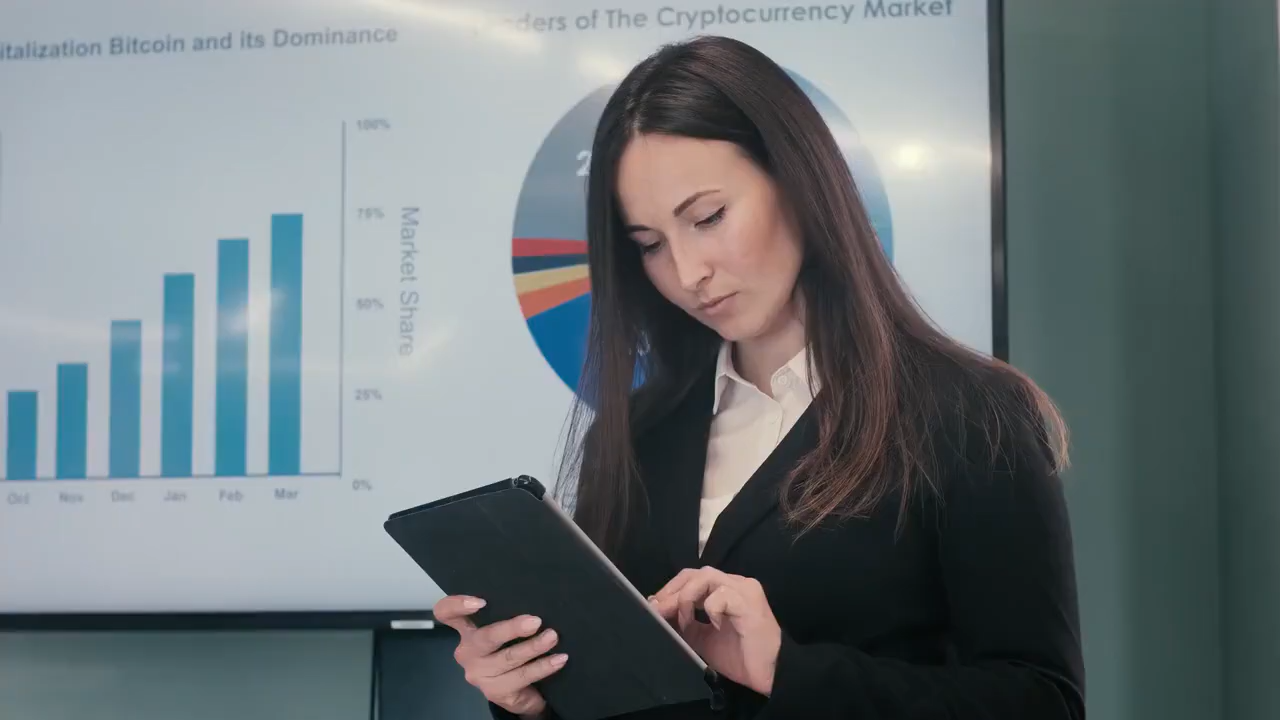 italization Bitcoin and its Dominance
ders of The Cryptocurrency Market
100%
75%
50%
25%
0%
Market Share
Oct
Nov
Dec
Jan
Feb
Mar
2